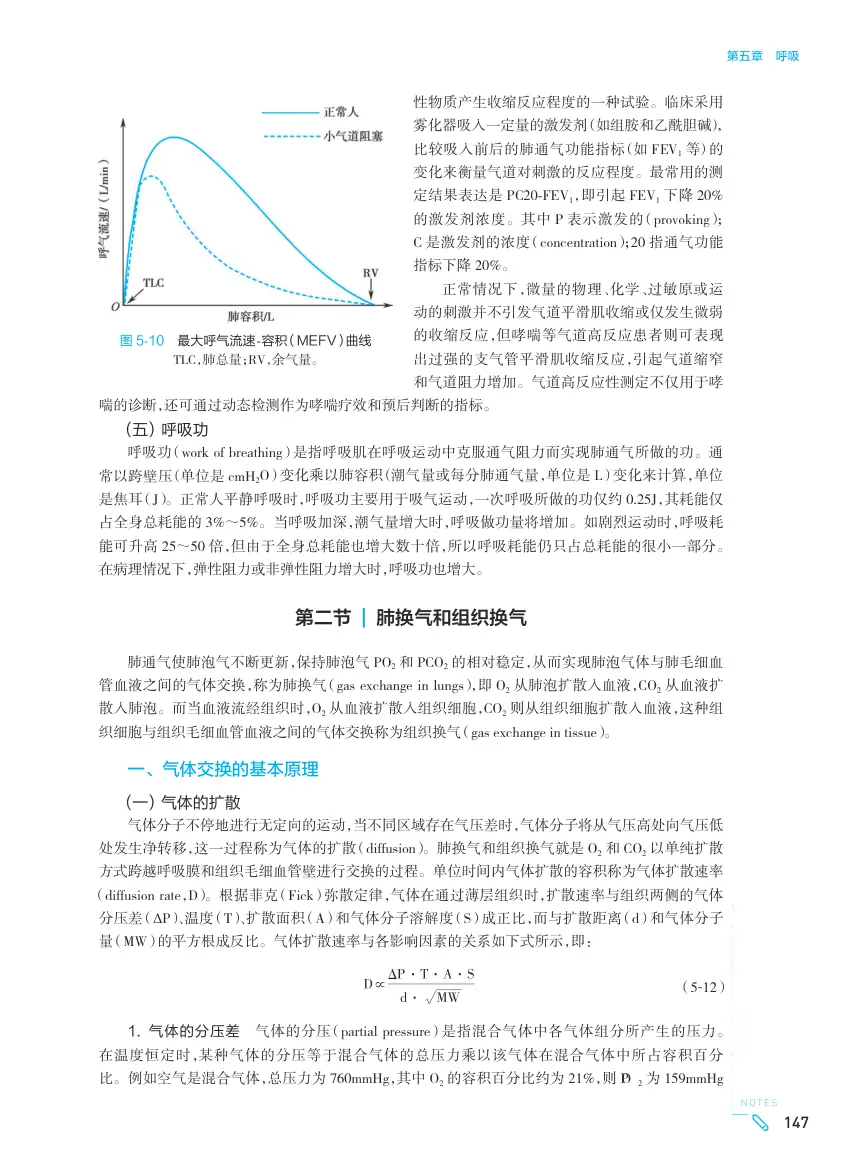 第五章 呼吸
正常人
小气道阻塞
呼气流速/（L/min）
TLC
RV
O
肺容积/L
图 5-10 最大呼气流速-容积（MEFV）曲线
TLC,肺总量；RV,余气量。
性物质产生收缩反应程度的一种试验。临床采用
雾化器吸入一定量的激发剂（如组胺和乙酰胆碱），
比较吸入前后的肺通气功能指标（如 FEV₁ 等）的
变化来衡量气道对刺激的反应程度。最常用的测
定结果表达是 PC20-FEV₁，即引起 FEV₁ 下降 20%
的激发剂浓度。其中 P 表示激发的（provoking）；
C 是激发剂的浓度（concentration）；20 指通气功能
指标下降 20%。
正常情况下，微量的物理、化学、过敏原或运
动的刺激并不引发气道平滑肌收缩或仅发生微弱
的收缩反应，但哮喘等气道高反应患者则可表现
出过强的支气管平滑肌收缩反应，引起气道缩窄
和气道阻力增加。气道高反应性测定不仅用于哮
喘的诊断，还可通过动态检测作为哮喘疗效和预后判断的指标。
（五）呼吸功
呼吸功（work of breathing）是指呼吸肌在呼吸运动中克服通气阻力而实现肺通气所做的功。通
常以跨壁压（单位是 cmH₂O）变化乘以肺容积（潮气量或每分肺通气量，单位是 L）变化来计算，单位
是焦耳（J）。正常人平静呼吸时，呼吸功主要用于吸气运动，一次呼吸所做的功仅约 0.25J，其耗能仅
占全身总耗能的 3%～5%。当呼吸加深，潮气量增大时，呼吸做功量将增加。如剧烈运动时，呼吸耗
能可升高 25～50 倍，但由于全身总耗能也增大数十倍，所以呼吸耗能仍只占总耗能的很小一部分。
在病理情况下，弹性阻力或非弹性阻力增大时，呼吸功也增大。
第二节 | 肺换气和组织换气
肺通气使肺泡气不断更新，保持肺泡气 PO₂ 和 PCO₂ 的相对稳定，从而实现肺泡气体与肺毛细血
管血液之间的气体交换，称为肺换气（gas exchange in lungs），即 O₂ 从肺泡扩散入血液，CO₂ 从血液扩
散入肺泡。而当血液流经组织时，O₂ 从血液扩散入组织细胞，CO₂ 则从组织细胞扩散入血液，这种组
织细胞与组织毛细血管血液之间的气体交换称为组织换气（gas exchange in tissue）。
一、气体交换的基本原理
（一）气体的扩散
气体分子不停地进行无定向的运动，当不同区域存在气压差时，气体分子将从气压高处向气压低
处发生净转移，这一过程称为气体的扩散（diffusion）。肺换气和组织换气就是 O₂ 和 CO₂ 以单纯扩散
方式跨越呼吸膜和组织毛细血管壁进行交换的过程。单位时间内气体扩散的容积称为气体扩散速率
（diffusion rate，D）。根据菲克（Fick）弥散定律，气体在通过薄层组织时，扩散速率与组织两侧的气体
分压差（ΔP）、温度（T）、扩散面积（A）和气体分子溶解度（S）成正比，而与扩散距离（d）和气体分子
量（MW）的平方根成反比。气体扩散速率与各影响因素的关系如下式所示，即：
D∝ ΔP·T·A·S / d·√MW （5-12）
1. 气体的分压差 气体的分压（partial pressure）是指混合气体中各气体组分所产生的压力。
在温度恒定时，某种气体的分压等于混合气体的总压力乘以该气体在混合气体中所占容积百分
比。例如空气是混合气体，总压力为 760mmHg，其中 O₂ 的容积百分比约为 21%，则 PO₂ 为 159mmHg
NOTES
147